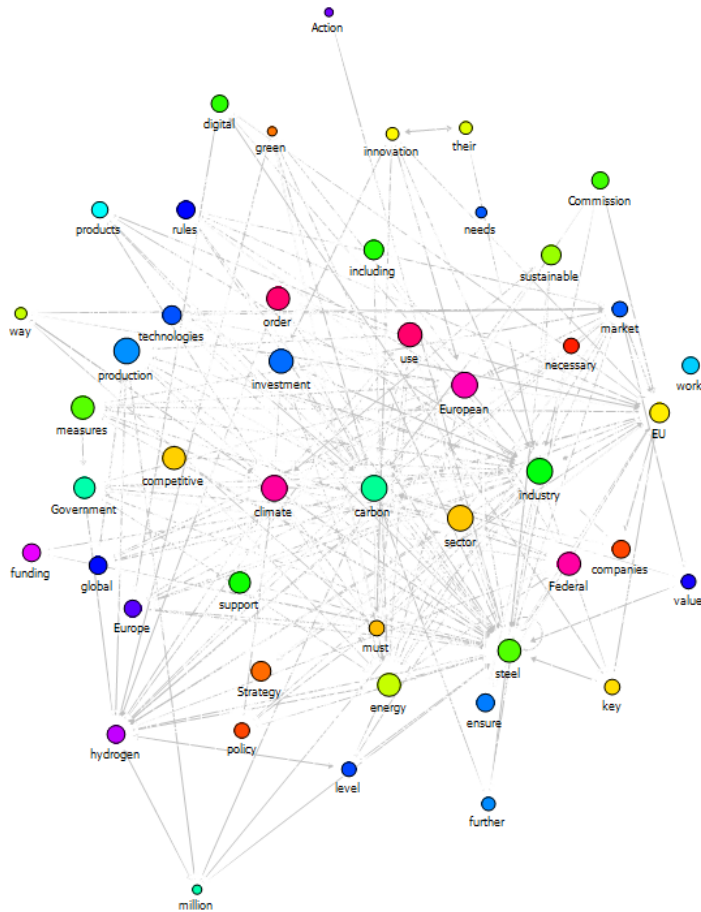 Action
digital
green
innovation
their
Commission
products
rules
needs
including
sustainable
order
way
technologies
market
use
necessary
production
investment
work
European
measures
EU
competitive
industry
Government
climate
carbon
sector
funding
global
companies
Federal
support
value
Europe
must
steel
Strategy
energy
key
ensure
hydrogen
policy
level
further
million